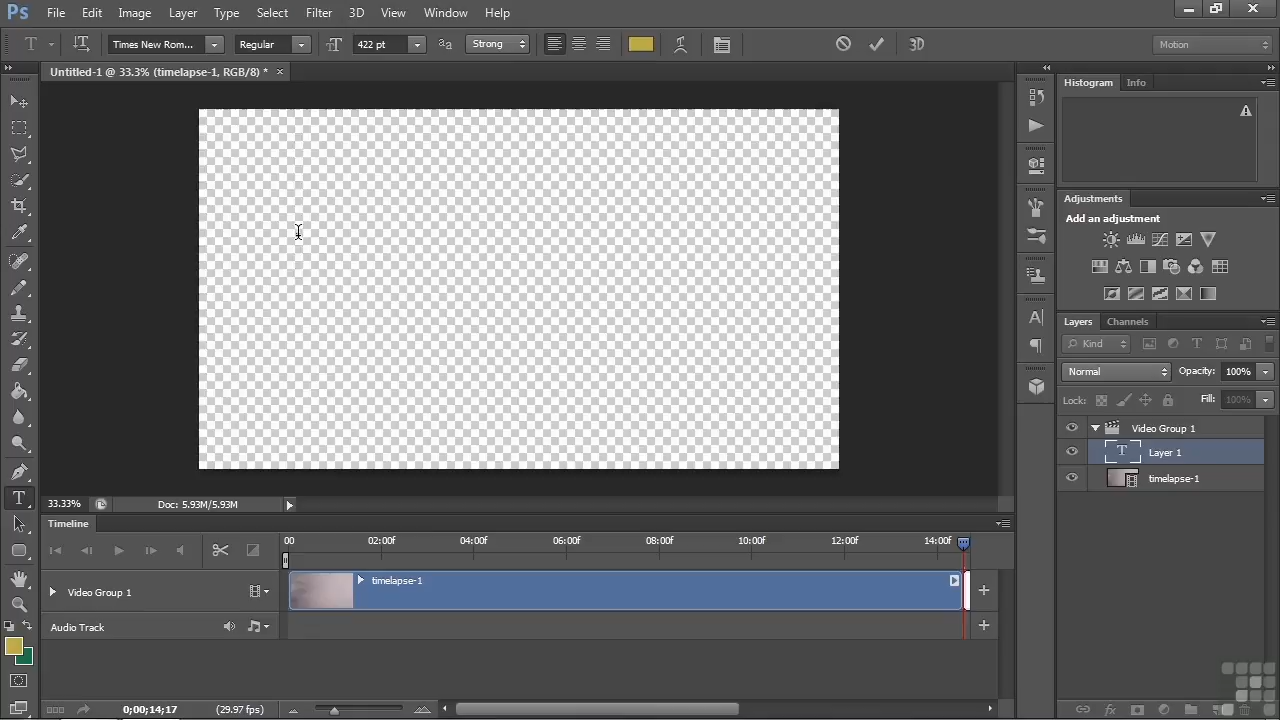 Ps File Edit Image Layer Type Select Filter 3D View Window Help
T Times New Rom... Regular 422 pt aa Strong 3D Motion
Untitled-1 @ 33.3% (timelapse-1, RGB/8) * ×
Histogram Info
Adjustments
Add an adjustment
Layers Channels
Kind
Normal Opacity: 100%
Lock: Fill: 100%
Video Group 1
T Layer 1
timelapse-1
33.33% Doc: 5.93M/5.93M
Timeline
00 02:00f 04:00f 06:00f 08:00f 10:00f 12:00f 14:00f
timelapse-1
Video Group 1
Audio Track
0;00;14;17 (29.97 fps)